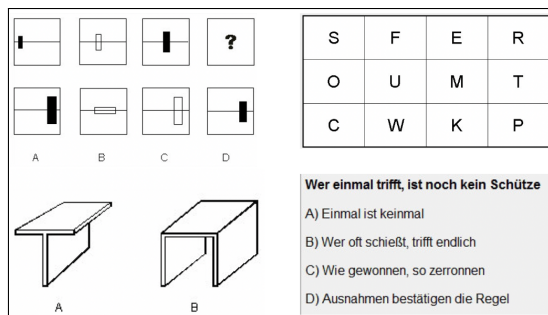 ?
A B C D
S F E R
O U M T
C W K P
Wer einmal trifft, ist noch kein Schütze
A) Einmal ist keinmal
B) Wer oft schießt, trifft endlich
C) Wie gewonnen, so zerronnen
D) Ausnahmen bestätigen die Regel
A B